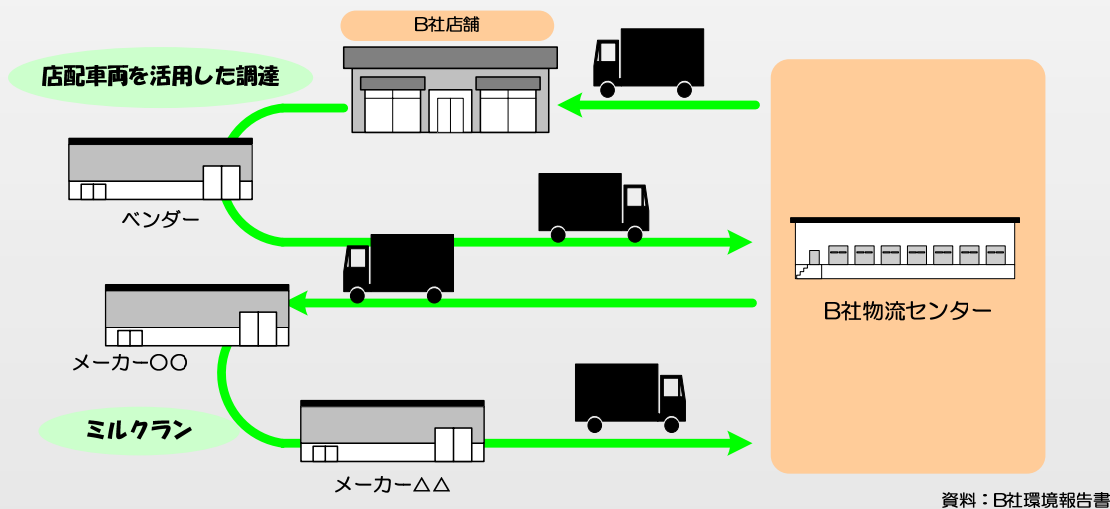 B社店舗
店配車両を活用した調達
ベンダー
B社物流センター
メーカー〇〇
ミルクラン
メーカー△△
資料：B社環境報告書